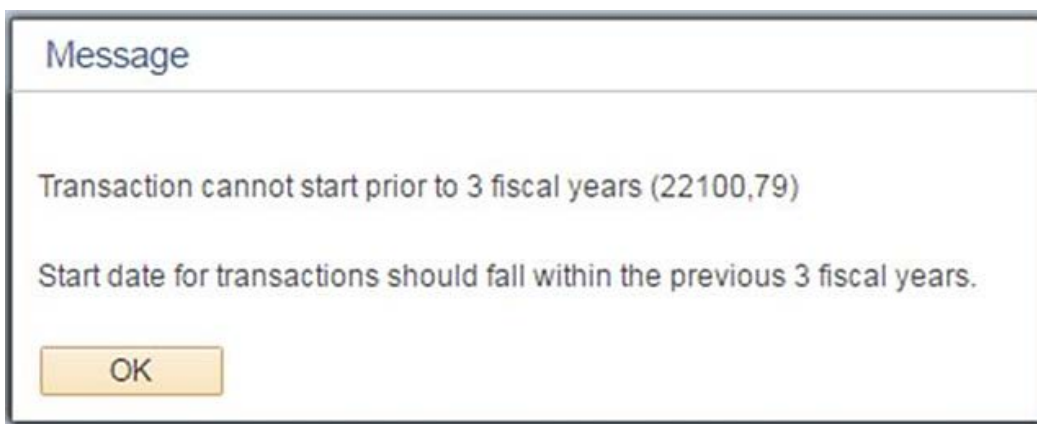 Message
Transaction cannot start prior to 3 fiscal years (22100,79)
Start date for transactions should fall within the previous 3 fiscal years.
OK